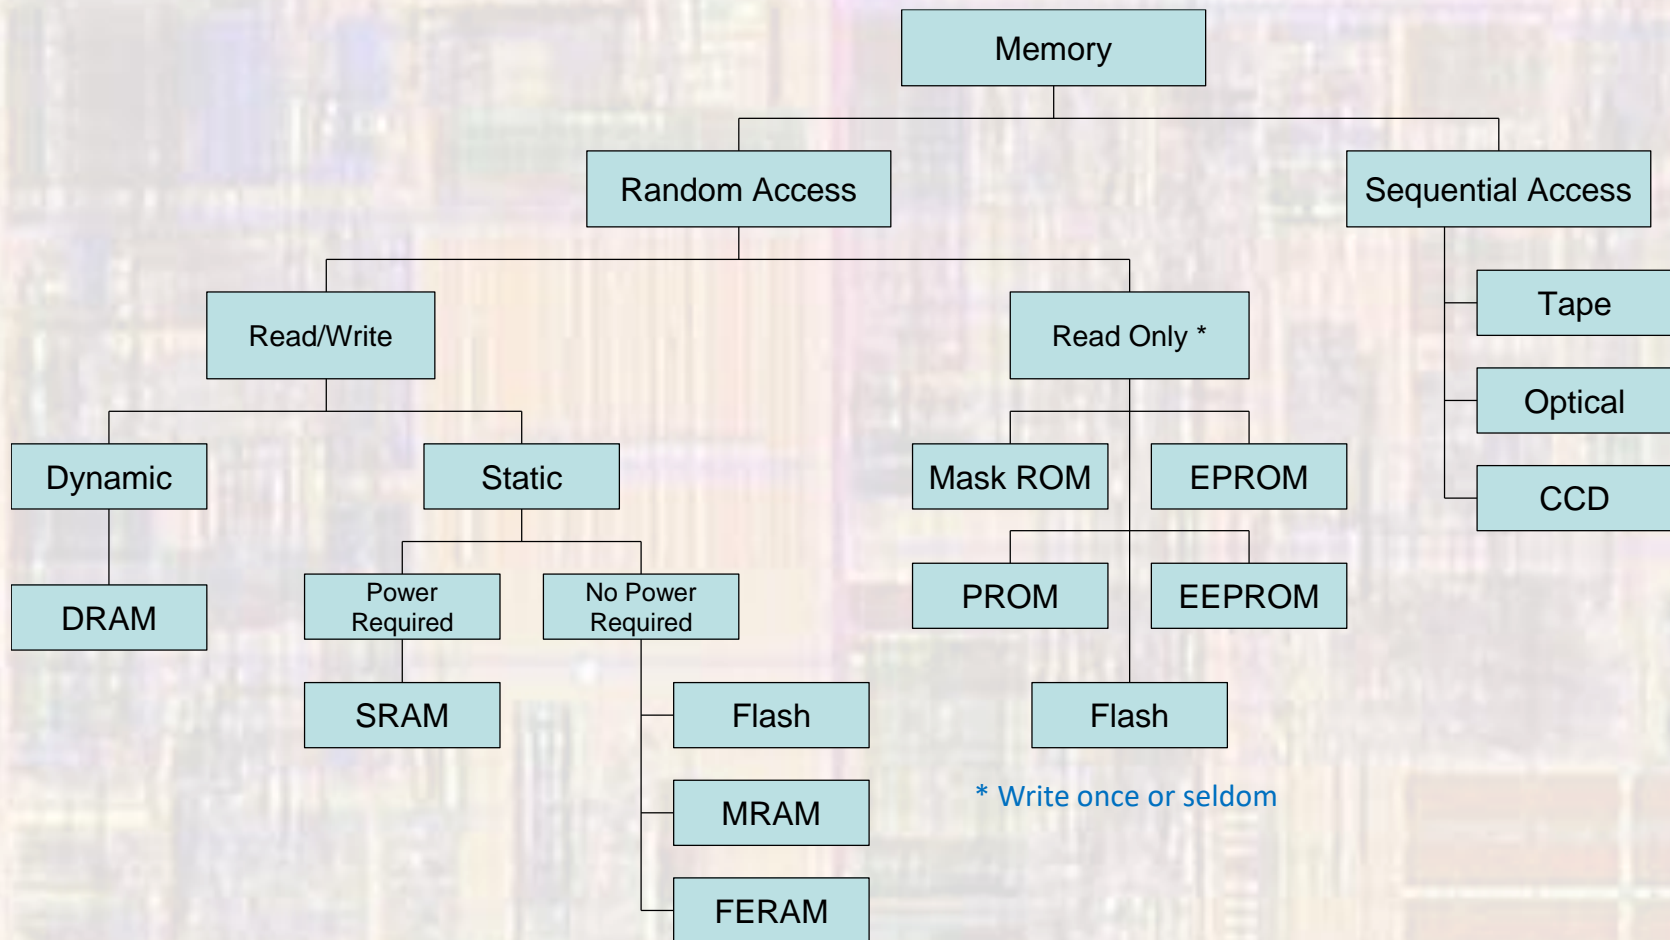 Memory
Random Access
Sequential Access
Read/Write
Read Only *
Tape
Optical
CCD
Dynamic
Static
Mask ROM
EPROM
DRAM
Power
Required
No Power
Required
PROM
EEPROM
SRAM
Flash
Flash
MRAM
* Write once or seldom
FERAM